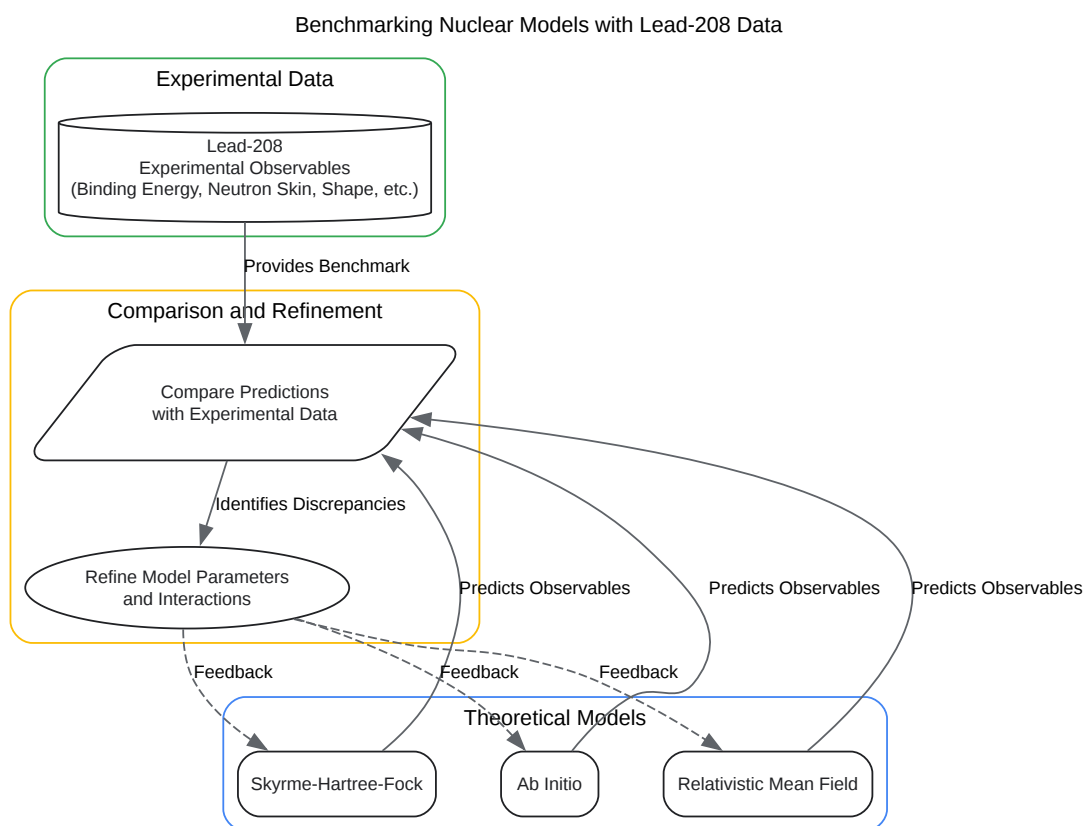 Benchmarking Nuclear Models with Lead-208 Data
Experimental Data
Lead-208
Experimental Observables
(Binding Energy, Neutron Skin, Shape, etc.)
Provides Benchmark
Comparison and Refinement
Compare Predictions
with Experimental Data
Identifies Discrepancies
Refine Model Parameters
and Interactions
Predicts Observables
Predicts Observables
Predicts Observables
Feedback
Feedback
Feedback
Theoretical Models
Skyrme-Hartree-Fock
Ab Initio
Relativistic Mean Field